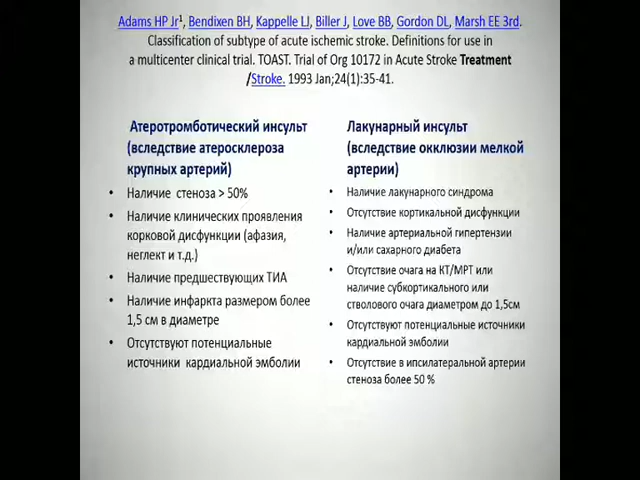 Adams HP Jr¹, Bendixen BH, Kappelle LJ, Biller J, Love BB, Gordon DL, Marsh EE 3rd.
Classification of subtype of acute ischemic stroke. Definitions for use in
a multicenter clinical trial. TOAST. Trial of Org 10172 in Acute Stroke Treatment
/Stroke. 1993 Jan;24(1):35-41.
Атеротромботический инсульт
(вследствие атеросклероза
крупных артерий)
• Наличие стеноза > 50%
• Наличие клинических проявления
корковой дисфункции (афазия,
неглект и т.д.)
• Наличие предшествующих ТИА
• Наличие инфаркта размером более
1,5 см в диаметре
• Отсутствуют потенциальные
источники кардиальной эмболии
Лакунарный инсульт
(вследствие окклюзии мелкой
артерии)
• Наличие лакунарного синдрома
• Отсутствие кортикальной дисфункции
• Наличие артериальной гипертензии
и/или сахарного диабета
• Отсутствие очага на КТ/МРТ или
наличие субкортикального или
стволового очага диаметром до 1,5см
• Отсутствуют потенциальные источники
кардиальной эмболии
• Отсутствие в ипсилатеральной артерии
стеноза более 50 %